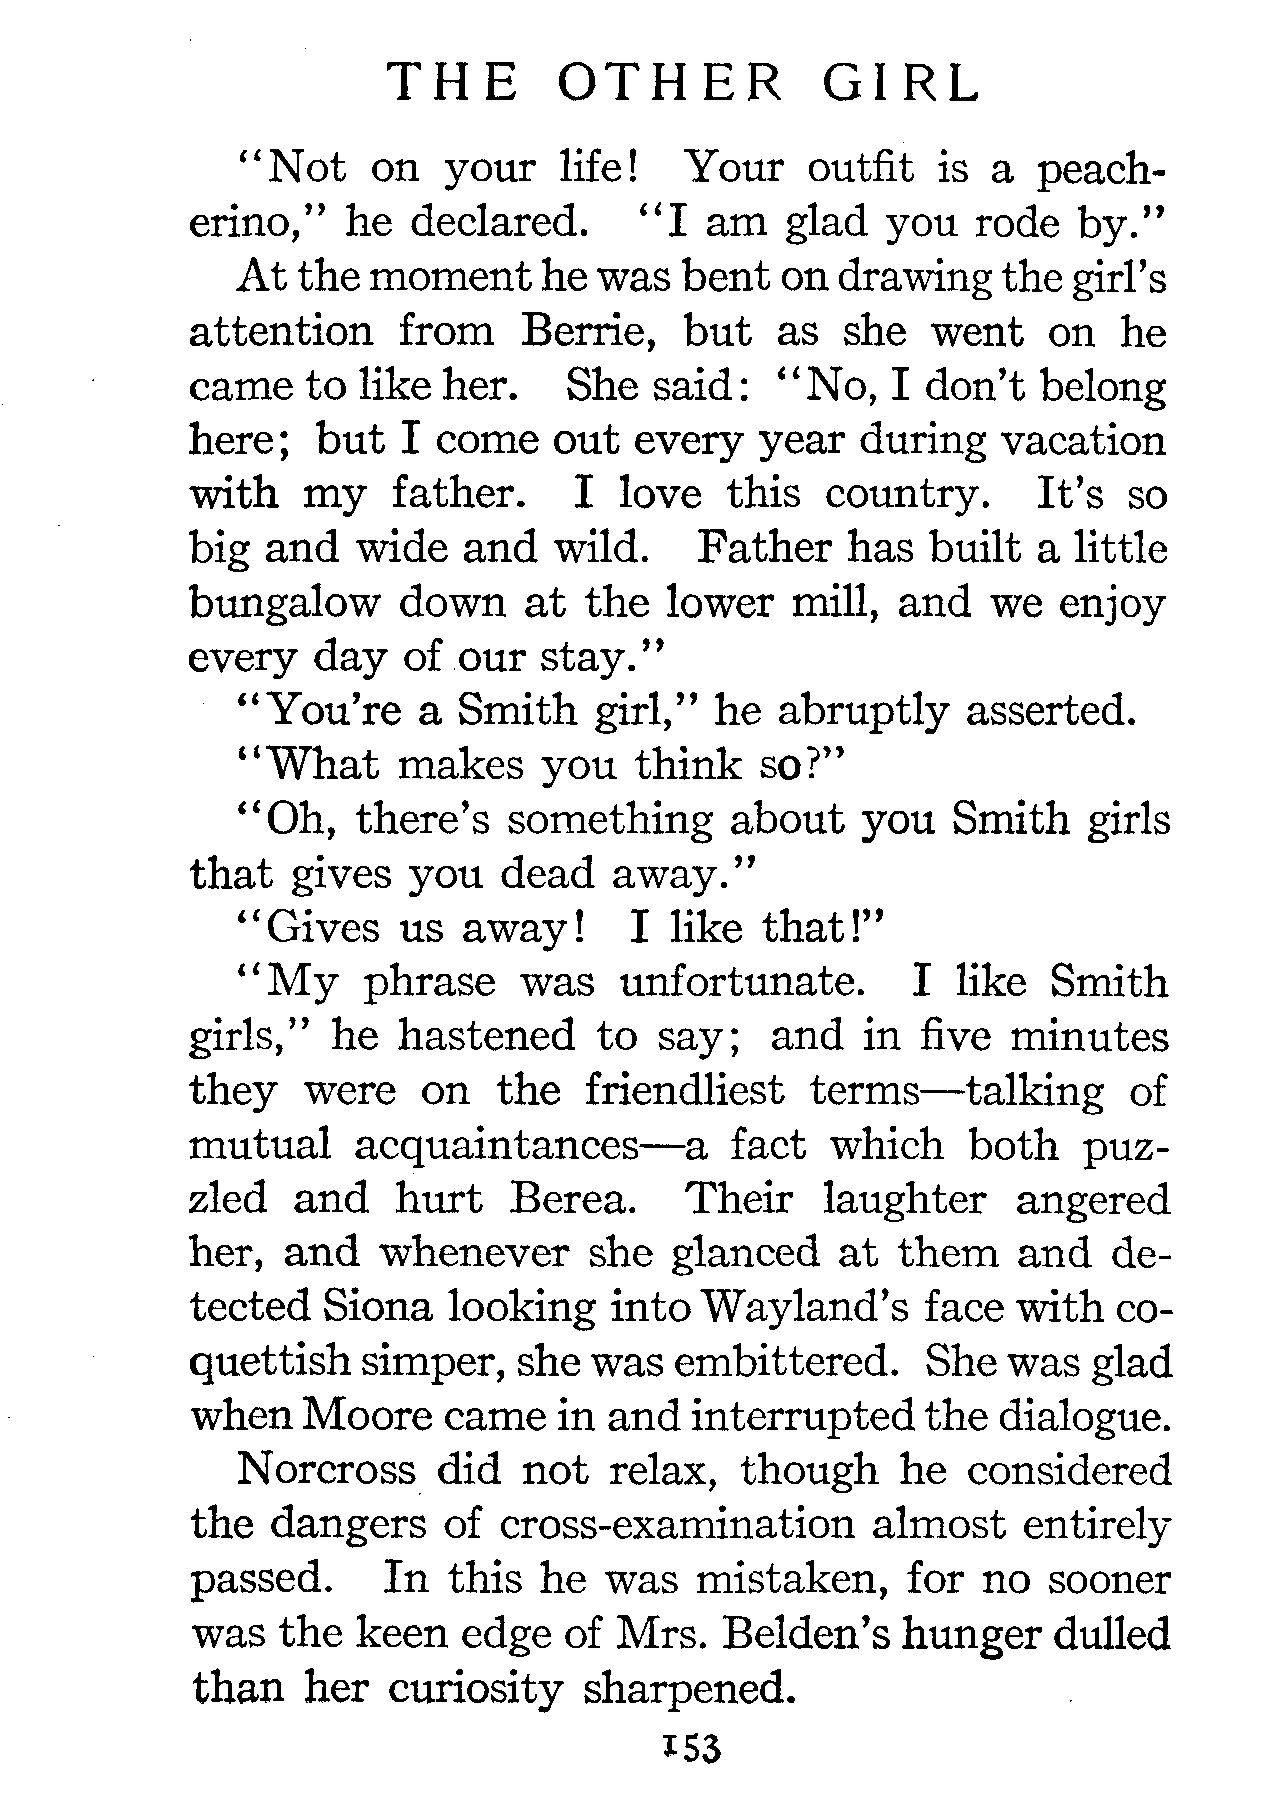 THE OTHER GIRL
"Not on your life! Your outfit is a peach-
erino," he declared. "I am glad you rode by."
At the moment he was bent on drawing the girl's
attention from Berrie, but as she went on he
came to like her. She said: "No, I don't belong
here; but I come out every year during vacation
with my father. I love this country. It's so
big and wide and wild. Father has built a little
bungalow down at the lower mill, and we enjoy
every day of our stay."
"You're a Smith girl," he abruptly asserted.
"What makes you think so?"
"Oh, there's something about you Smith girls
that gives you dead away."
"Gives us away! I like that!"
"My phrase was unfortunate. I like Smith
girls," he hastened to say; and in five minutes
they were on the friendliest terms—talking of
mutual acquaintances—a fact which both puz-
zled and hurt Berea. Their laughter angered
her, and whenever she glanced at them and de-
tected Siona looking into Wayland's face with co-
quettish simper, she was embittered. She was glad
when Moore came in and interrupted the dialogue.
Norcross did not relax, though he considered
the dangers of cross-examination almost entirely
passed. In this he was mistaken, for no sooner
was the keen edge of Mrs. Belden's hunger dulled
than her curiosity sharpened.
153